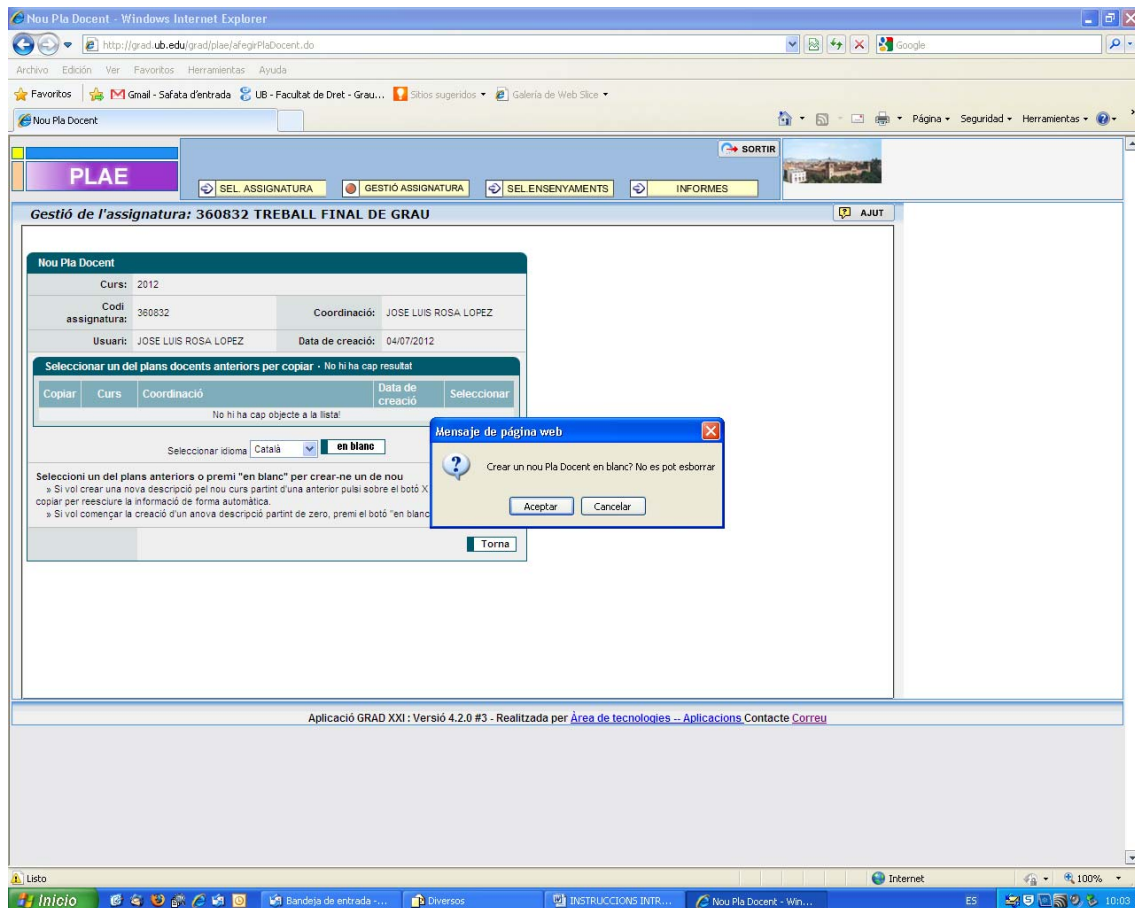 Nou Pla Docent - Windows Internet Explorer
http://grad.ub.edu/grad/plae/afegirPlaDocent.do
Google
Archivo Edición Ver Favoritos Herramientas Ayuda
Favoritos Gmail - Safata d'entrada UB - Facultat de Dret - Grau... Sitios sugeridos Galería de Web Slice
Nou Pla Docent
Página Seguridad Herramientas
SORTIR
PLAE
SEL. ASSIGNATURA GESTIÓ ASSIGNATURA SEL.ENSENYAMENTS INFORMES
Gestió de l'assignatura: 360832 TREBALL FINAL DE GRAU
AJUT
Nou Pla Docent
Curs: 2012
Codi assignatura: 360832 Coordinació: JOSE LUIS ROSA LOPEZ
Usuari: JOSE LUIS ROSA LOPEZ Data de creació: 04/07/2012
Seleccionar un del plans docents anteriors per copiar · No hi ha cap resultat
Copiar Curs Coordinació Data de creació Seleccionar
No hi ha cap objecte a la llista!
Seleccionar idioma Català en blanc
Mensaje de página web
Crear un nou Pla Docent en blanc? No es pot esborrar
Aceptar Cancelar
Seleccioni un del plans anteriors o premi "en blanc" per crear-ne un de nou
» Si vol crear una nova descripció pel nou curs partint d'una anterior pulsi sobre el botó X
copiar per reesciure la informació de forma automàtica.
» Si vol començar la creació d'un anova descripció partint de zero, premi el botó "en blanc
Torna
Aplicació GRAD XXI : Versió 4.2.0 #3 - Realitzada per Àrea de tecnologies -- Aplicacions Contacte Correu
Listo Internet 100%
Inicio Bandeja de entrada -... Diversos INSTRUCCIONS INTR... Nou Pla Docent - Win... ES 10:03